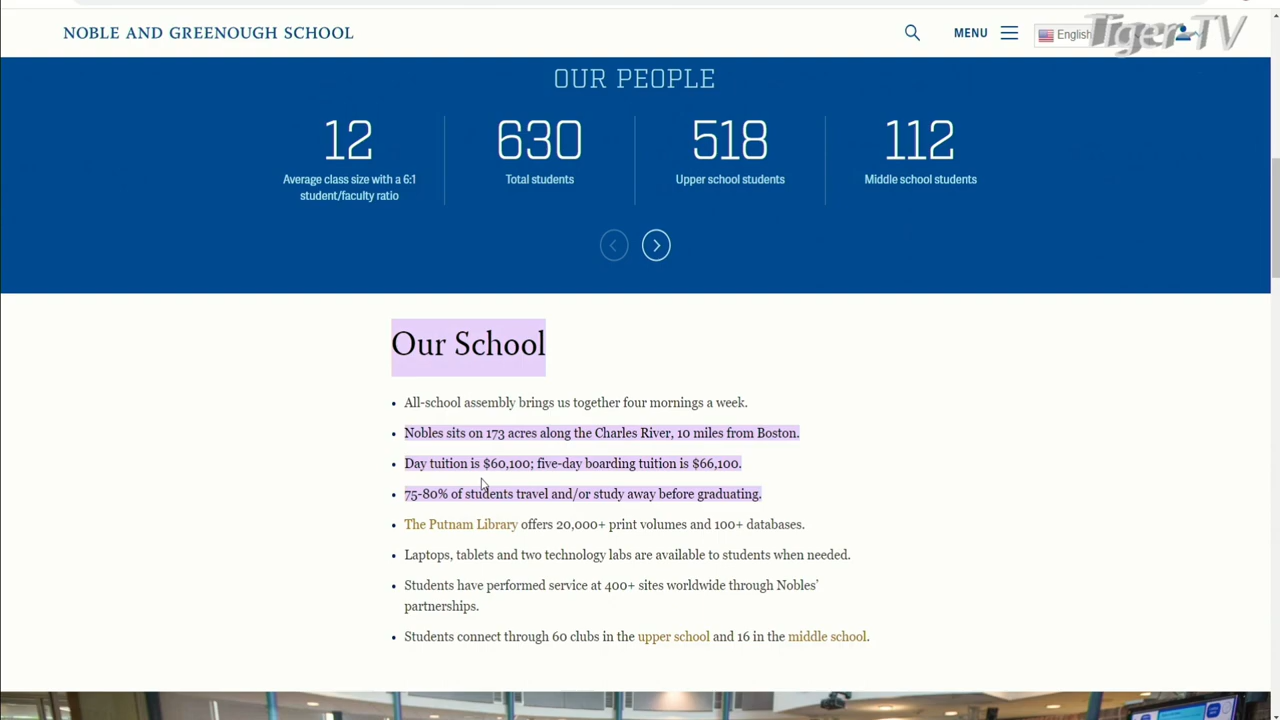 NOBLE AND GREENOUGH SCHOOL
MENU
English
Tiger-TV
OUR PEOPLE
12
Average class size with a 6:1
student/faculty ratio
630
Total students
518
Upper school students
112
Middle school students
Our School
All-school assembly brings us together four mornings a week.
Nobles sits on 173 acres along the Charles River, 10 miles from Boston.
Day tuition is $60,100; five-day boarding tuition is $66,100.
75-80% of students travel and/or study away before graduating.
The Putnam Library offers 20,000+ print volumes and 100+ databases.
Laptops, tablets and two technology labs are available to students when needed.
Students have performed service at 400+ sites worldwide through Nobles’
partnerships.
Students connect through 60 clubs in the upper school and 16 in the middle school.